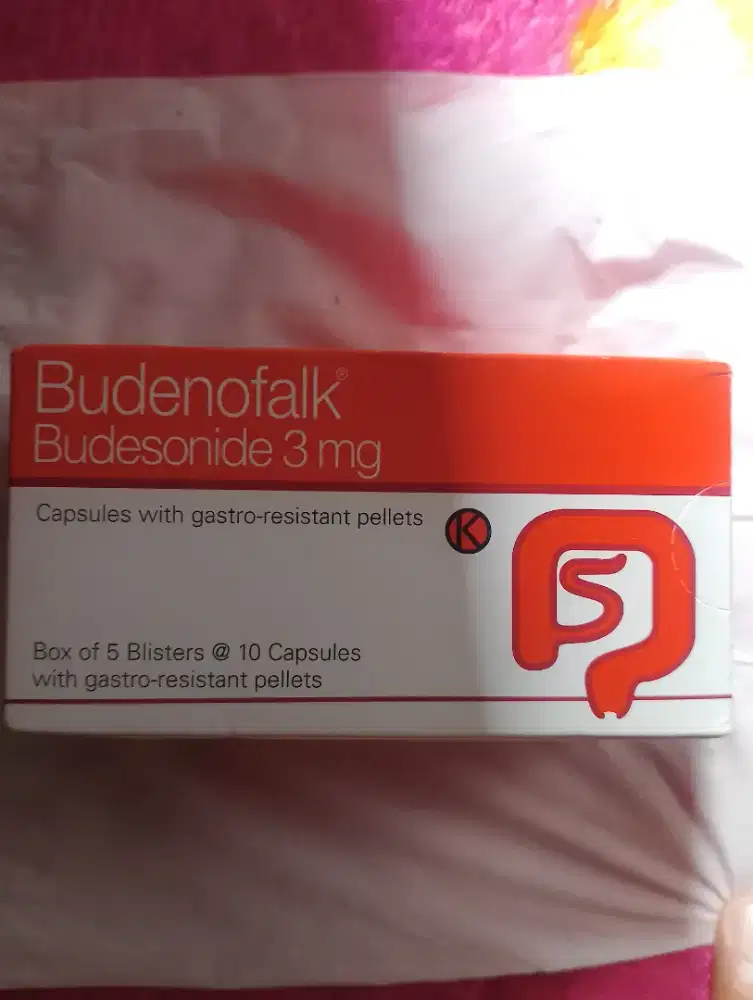 Budenofalk®
Budesonide 3 mg
Capsules with gastro-resistant pellets
K
Box of 5 Blisters @ 10 Capsules
with gastro-resistant pellets